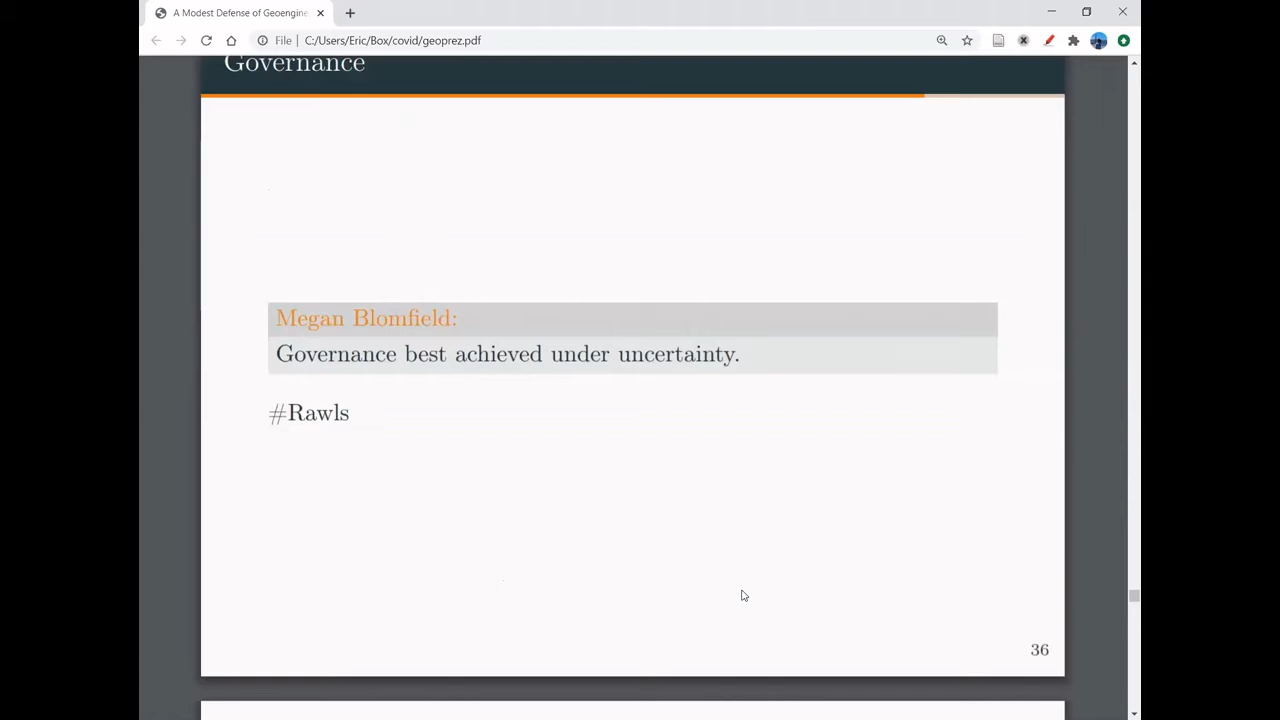 A Modest Defense of Geoengine
File
C:/Users/Eric/Box/covid/geoprez.pdf
Governance
Megan Blomfield:
Governance best achieved under uncertainty.
#Rawls
36